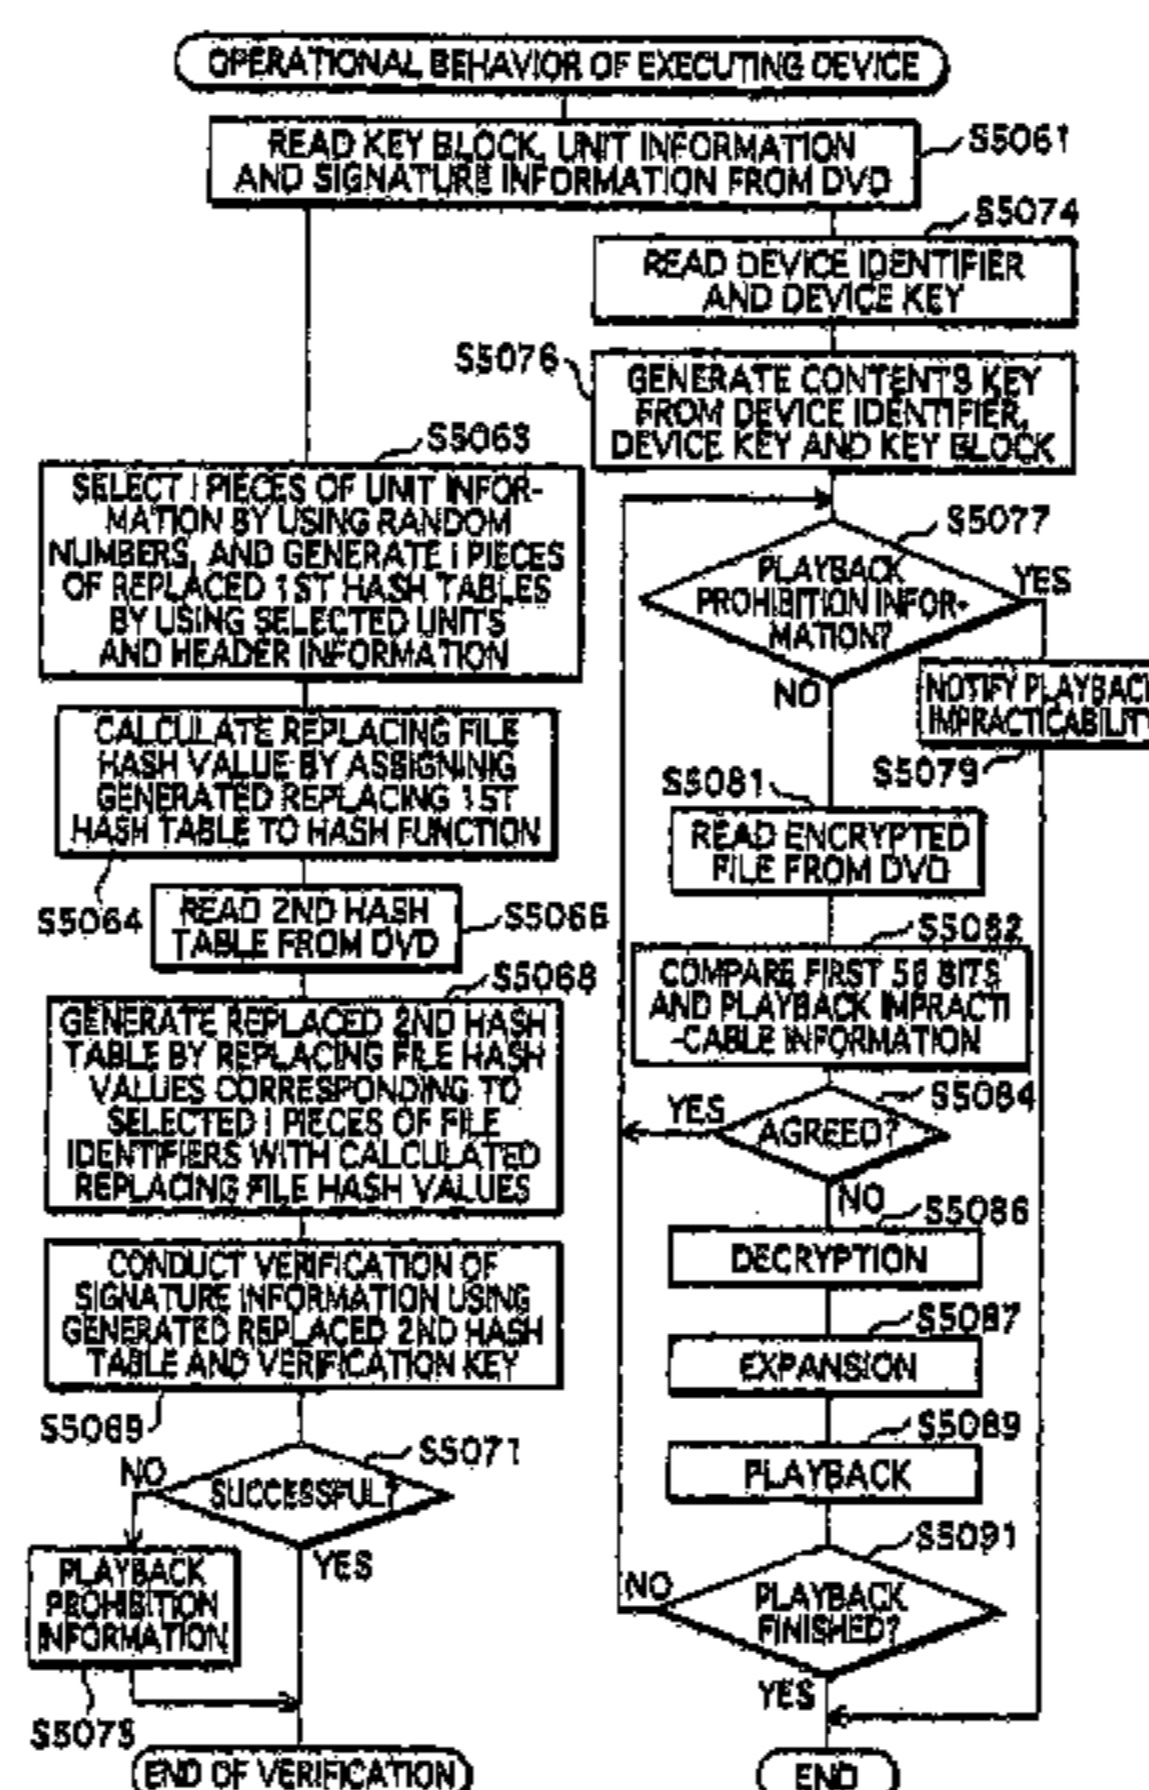 OPERATIONAL BEHAVIOR OF EXECUTING DEVICE
READ KEY BLOCK, UNIT INFORMATION
AND SIGNATURE INFORMATION FROM DVD
S5061
S5074
READ DEVICE IDENTIFIER
AND DEVICE KEY
S5076
GENERATE CONTENTS KEY
FROM DEVICE IDENTIFIER,
DEVICE KEY AND KEY BLOCK
S5063
SELECT i PIECES OF UNIT INFOR-
MATION BY USING RANDOM
NUMBERS, AND GENERATE i PIECES
OF REPLACED 1ST HASH TABLES
BY USING SELECTED UNITS
AND HEADER INFORMATION
S5077
PLAYBACK
PROHIBITION INFOR-
MATION?
YES
NO
NOTIFY PLAYBACK
IMPRACTICABILITY
S5079
CALCULATE REPLACING FILE
HASH VALUE BY ASSIGNINIG
GENERATED REPLACING 1ST
HASH TABLE TO HASH FUNCTION
S5064
S5081
READ ENCRYPTED
FILE FROM DVD
READ 2ND HASH
TABLE FROM DVD
S5066
S5082
COMPARE FIRST 56 BITS
AND PLAYBACK IMPRACTI
-CABLE INFORMATION
S5068
GENERATE REPLACED 2ND HASH
TABLE BY REPLACING FILE HASH
VALUES CORRESPONDING TO
SELECTED i PIECES OF FILE
IDENTIFIERS WITH CALCULATED
REPLACING FILE HASH VALUES
S5084
YES
AGREED?
NO
S5086
DECRYPTION
CONDUCT VERIFICATION OF
SIGNATURE INFORMATION USING
GENERATED REPLACED 2ND HASH
TABLE AND VERIFICATION KEY
S5069
S5087
EXPANSION
S5071
NO
SUCCESSFUL?
YES
S5089
PLAYBACK
S5091
PLAYBACK
PROHIBITION
INFORMATION
S5073
NO
PLAYBACK
FINISHED?
YES
END OF VERIFICATION
END